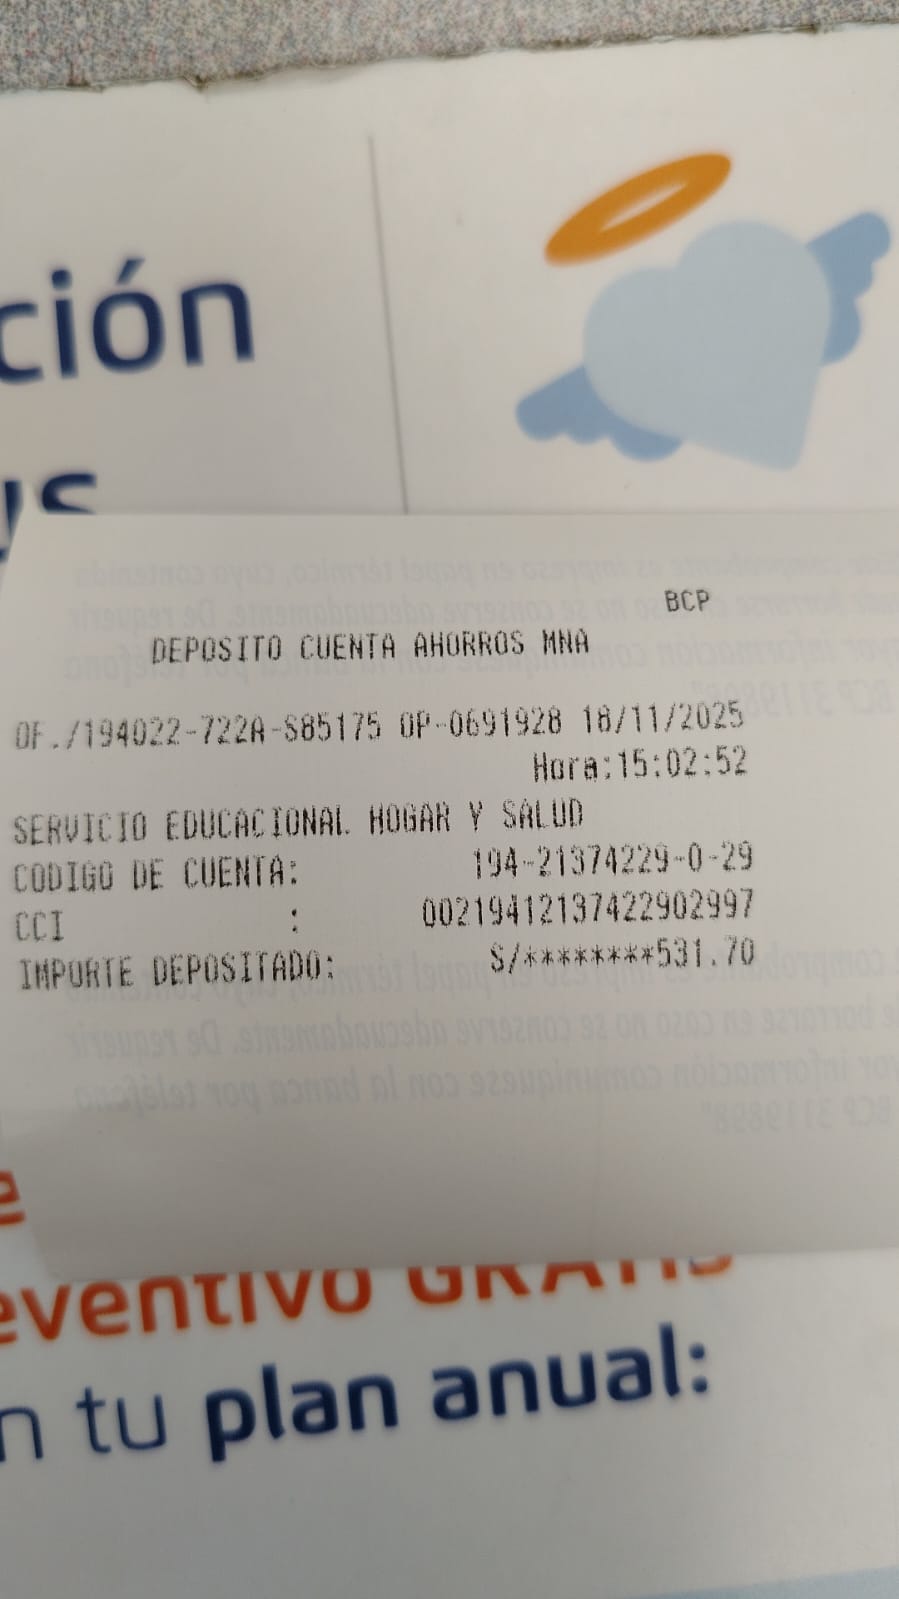 ción
us
BCP
DEPOSITO CUENTA AHORROS MNA
OF./194022-722A-S85175 OP-0691928 18/11/2025
Hora:15:02:52
SERVICIO EDUCACIONAL HOGAR Y SALUD
CODIGO DE CUENTA: 194-21374229-0-29
CCI : 00219412137422902997
IMPORTE DEPOSITADO: S/********531.70
e
eventivo GRATIS
n tu plan anual: